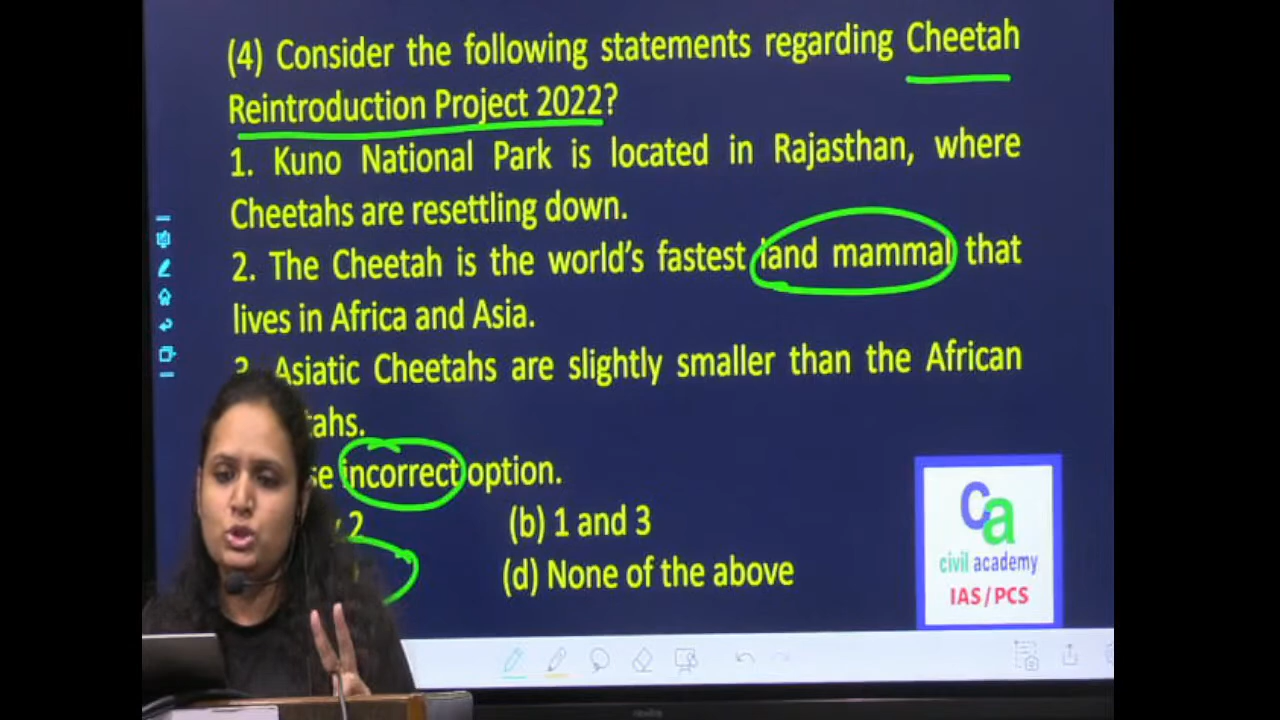 (4) Consider the following statements regarding Cheetah
Reintroduction Project 2022?
1. Kuno National Park is located in Rajasthan, where
Cheetahs are resettling down.
2. The Cheetah is the world's fastest land mammal that
lives in Africa and Asia.
Asiatic Cheetahs are slightly smaller than the African
incorrect option.
2 (b) 1 and 3
(d) None of the above
Ca
civil academy
IAS/PCS